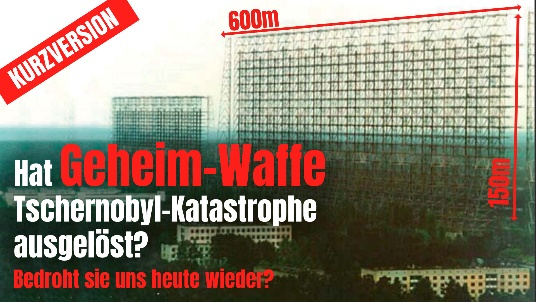 KURZVERSION
600m
150m
Hat Geheim-Waffe
Tschernobyl-Katastrophe
ausgelöst?
Bedroht sie uns heute wieder?